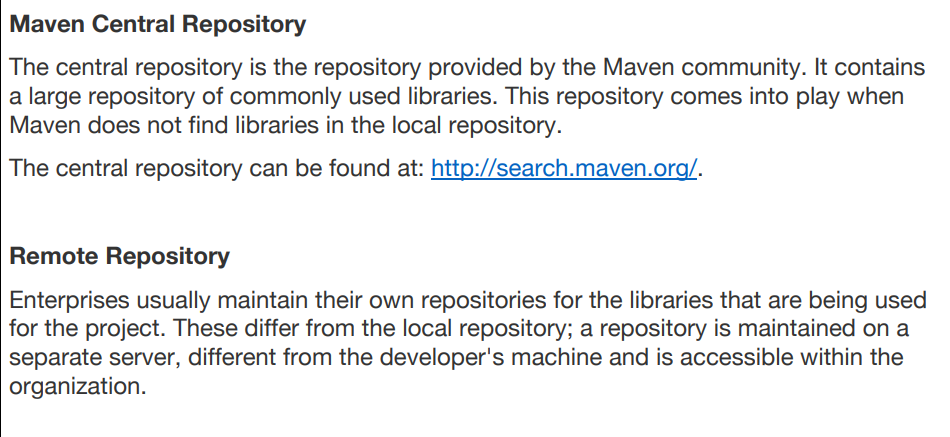 Maven Central Repository
The central repository is the repository provided by the Maven community. It contains
a large repository of commonly used libraries. This repository comes into play when
Maven does not find libraries in the local repository.
The central repository can be found at: http://search.maven.org/.
Remote Repository
Enterprises usually maintain their own repositories for the libraries that are being used
for the project. These differ from the local repository; a repository is maintained on a
separate server, different from the developer's machine and is accessible within the
organization.